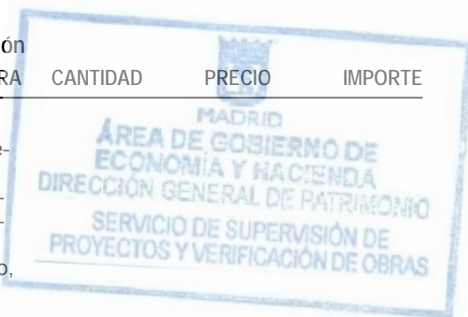 ón
RA CANTIDAD PRECIO IMPORTE
MADRID
ÁREA DE GOBIERNO DE
e-
ECONOMÍA Y HACIENDA
DIRECCIÓN GENERAL DE PATRIMONIO
-
SERVICIO DE SUPERVISIÓN DE
PROYECTOS Y VERIFICACIÓN DE OBRAS
o,